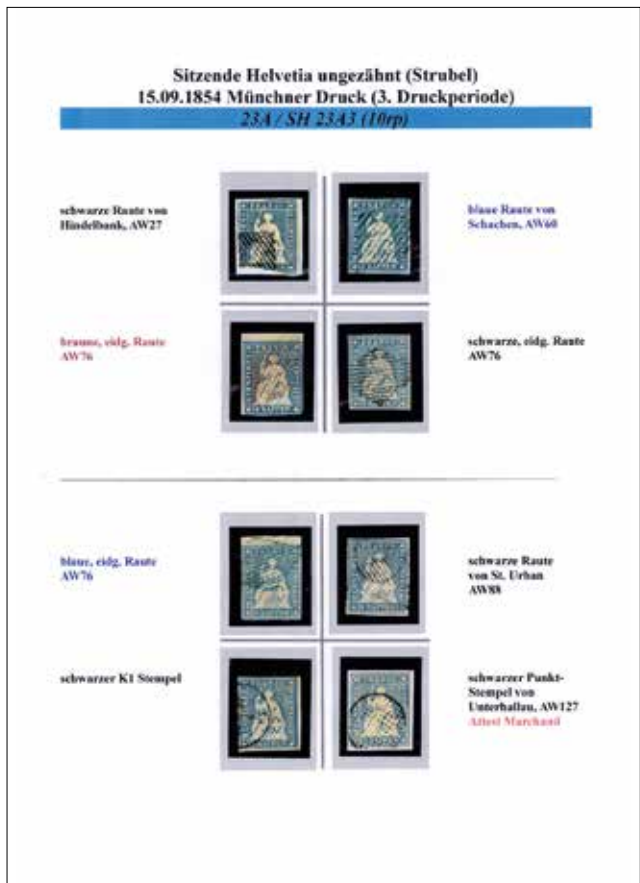 Sitzende Helvetia ungezähnt (Strubel)
15.09.1854 Münchner Druck (3. Druckperiode)
23A / SH 23A3 (10rp)
schwarze Raute von
Hindelbank, AW27
blaue Raute von
Schachen, AW60
braune, eidg. Raute
AW76
schwarze, eidg. Raute
AW76
blaue, eidg. Raute
AW76
schwarze Raute
von St. Urban
AW88
schwarzer K1 Stempel
schwarzer Punkt-
Stempel von
Unterhallau, AW127
Attest Marchand